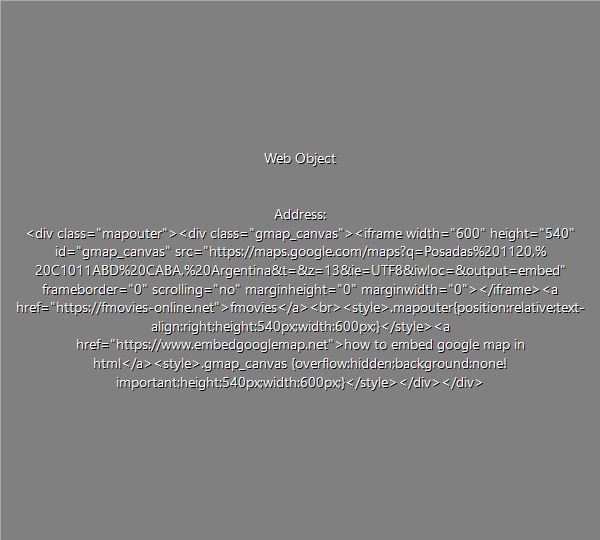 Web Object
Address:
<div class="mapouter"><div class="gmap_canvas"><iframe width="600" height="540"
id="gmap_canvas" src="https://maps.google.com/maps?q=Posadas%201120,%
20C1011ABD%20CABA,%20Argentina&t=&z=13&ie=UTF8&iwloc=&output=embed"
frameborder="0" scrolling="no" marginheight="0" marginwidth="0"></iframe><a
href="https://fmovies-online.net">fmovies</a><br><style>.mapouter{position:relative;text-
align:right;height:540px;width:600px;}</style><a
href="https://www.embedgooglemap.net">how to embed google map in
html</a><style>.gmap_canvas {overflow:hidden;background:none!
important;height:540px;width:600px;}</style></div></div>